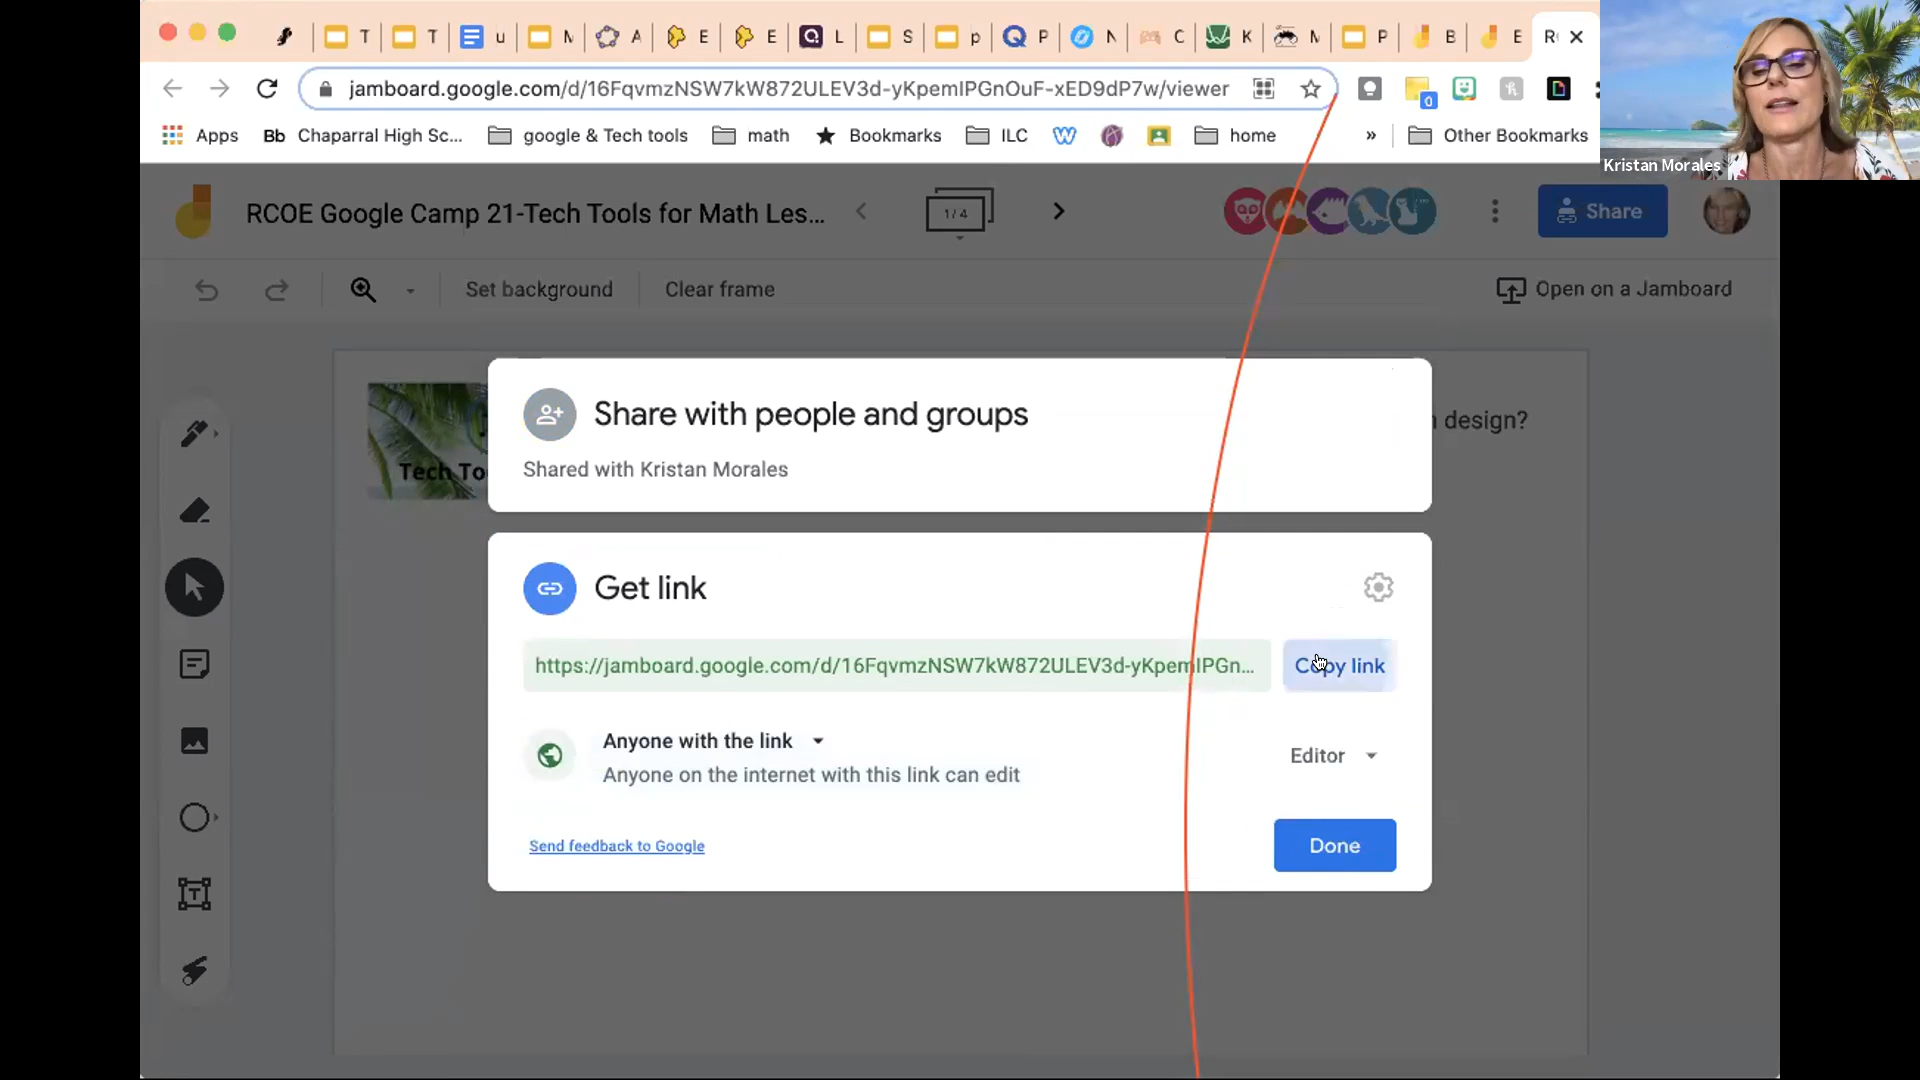 T
T
u
M
A
E
E
L
S
p
P
N
C
K
M
P
B
E
R
jamboard.google.com/d/16FqvmzNSW7kW872ULEV3d-yKpemIPGnOuF-xED9dP7w/viewer
0
Apps
Bb Chaparral High Sc...
google & Tech tools
math
Bookmarks
ILC
home
»
Other Bookmarks
Kristan Morales
RCOE Google Camp 21-Tech Tools for Math Les...
1/4
Share
Set background
Clear frame
Open on a Jamboard
Tech To
design?
Share with people and groups
Shared with Kristan Morales
Get link
https://jamboard.google.com/d/16FqvmzNSW7kW872ULEV3d-yKpemIPGn...
Copy link
Anyone with the link
Anyone on the internet with this link can edit
Editor
Send feedback to Google
Done